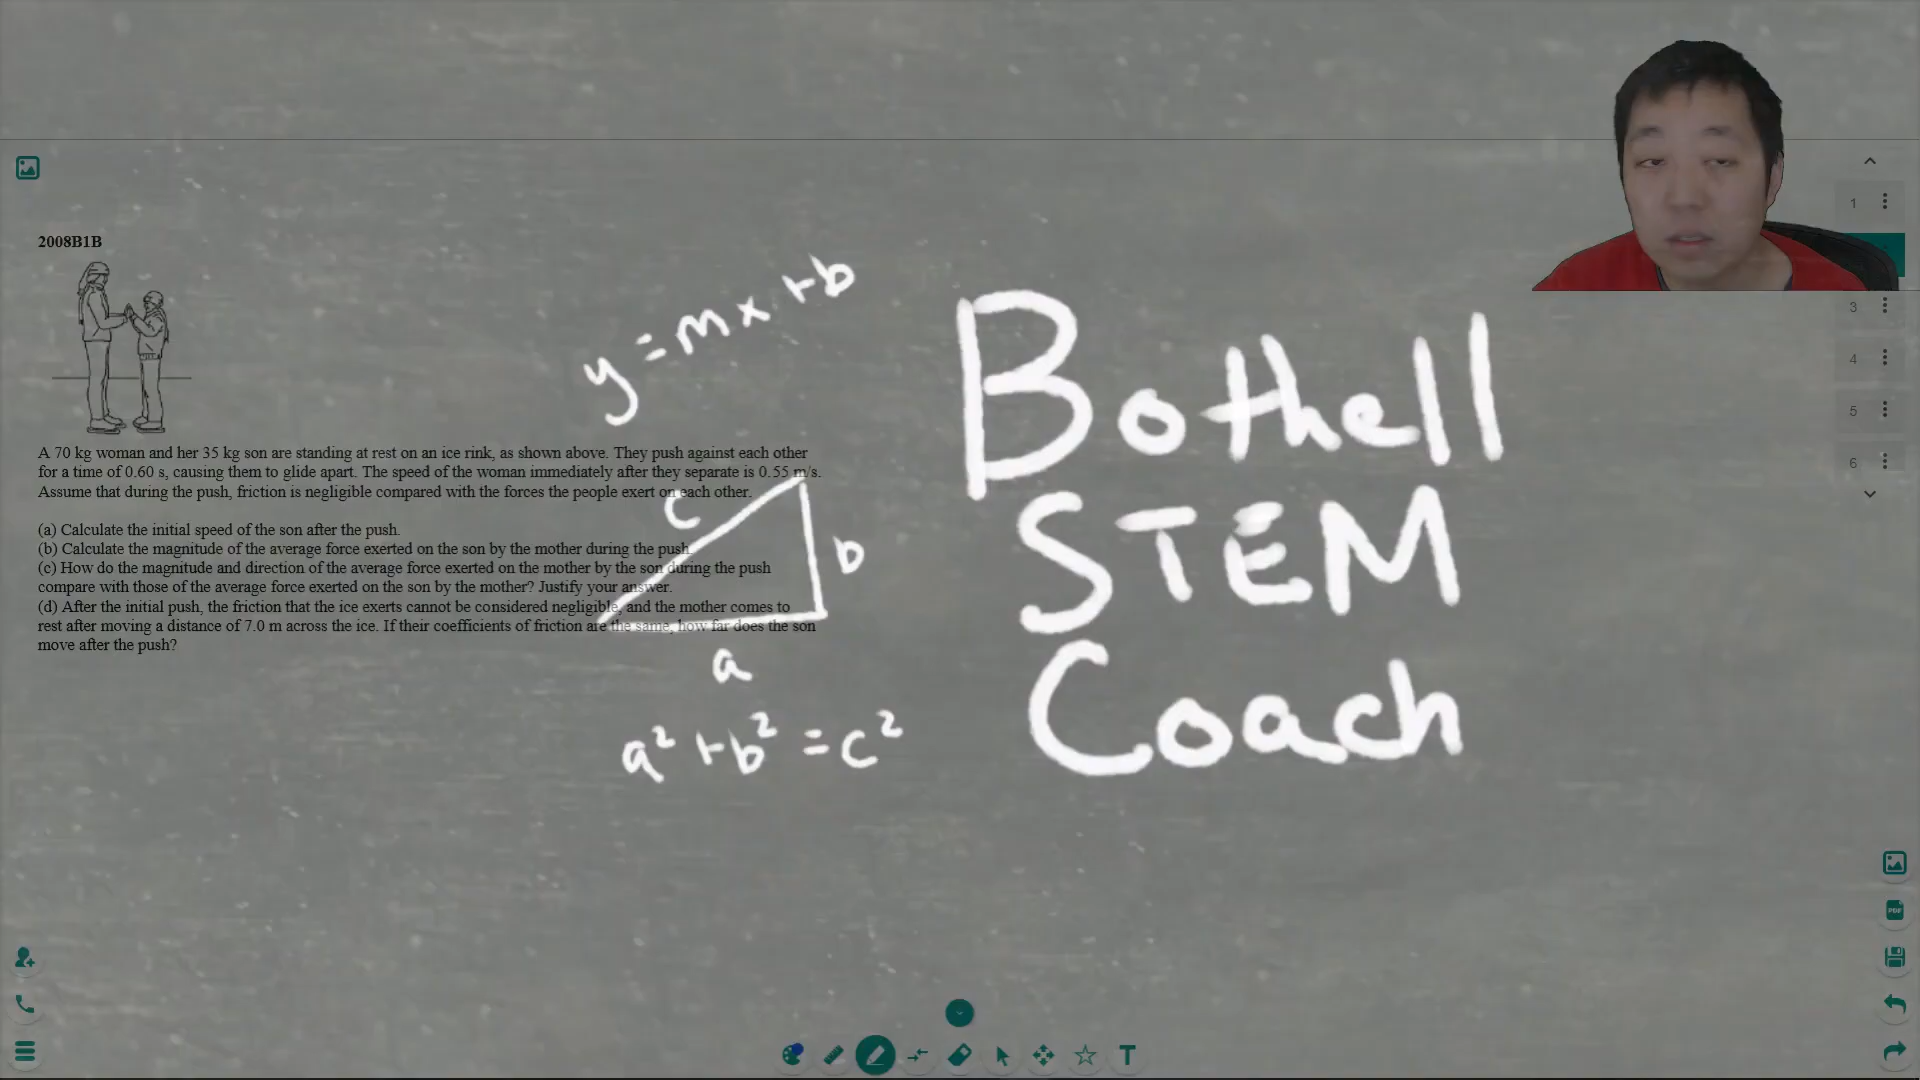 2008B1B
A 70 kg woman and her 35 kg son are standing at rest on an ice rink, as shown above. They push against each other
for a time of 0.60 s, causing them to glide apart. The speed of the woman immediately after they separate is 0.55 m/s.
Assume that during the push, friction is negligible compared with the forces the people exert on each other.
(a) Calculate the initial speed of the son after the push.
(b) Calculate the magnitude of the average force exerted on the son by the mother during the push.
(c) How do the magnitude and direction of the average force exerted on the mother by the son during the push
compare with those of the average force exerted on the son by the mother? Justify your answer.
(d) After the initial push, the friction that the ice exerts cannot be considered negligible, and the mother comes to
rest after moving a distance of 7.0 m across the ice. If their coefficients of friction are the same, how far does the son
move after the push?
y = mx + b
c
b
a
a² + b² = c²
Bothell
STEM
Coach
1
3
4
5
6
PDF
T